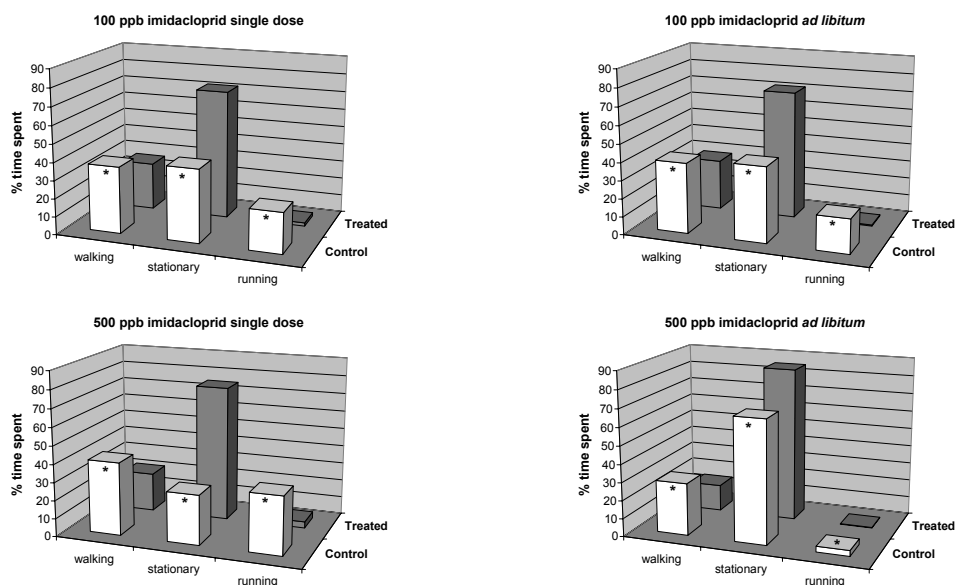 100 ppb imidacloprid single dose
% time spent
90
80
70
60
50
40
30
20
10
0
*
*
*
walking
stationary
running
Treated
Control
100 ppb imidacloprid ad libitum
% time spent
90
80
70
60
50
40
30
20
10
0
*
*
*
walking
stationary
running
Treated
Control
500 ppb imidacloprid single dose
% time spent
90
80
70
60
50
40
30
20
10
0
*
*
*
walking
stationary
running
Treated
Control
500 ppb imidacloprid ad libitum
% time spent
90
80
70
60
50
40
30
20
10
0
*
*
*
walking
stationary
running
Treated
Control